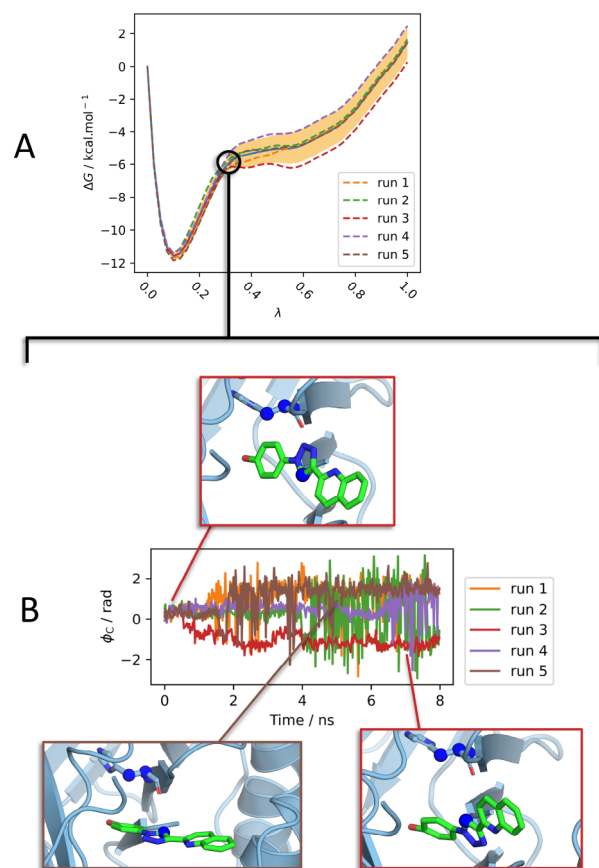 A
ΔG / kcal.mol⁻¹
0
−2
−4
−6
−8
−10
−12
0.0
0.2
0.4
0.6
0.8
1.0
λ
run 1
run 2
run 3
run 4
run 5
B
ϕC / rad
2
0
−2
0
2
4
6
8
Time / ns
run 1
run 2
run 3
run 4
run 5